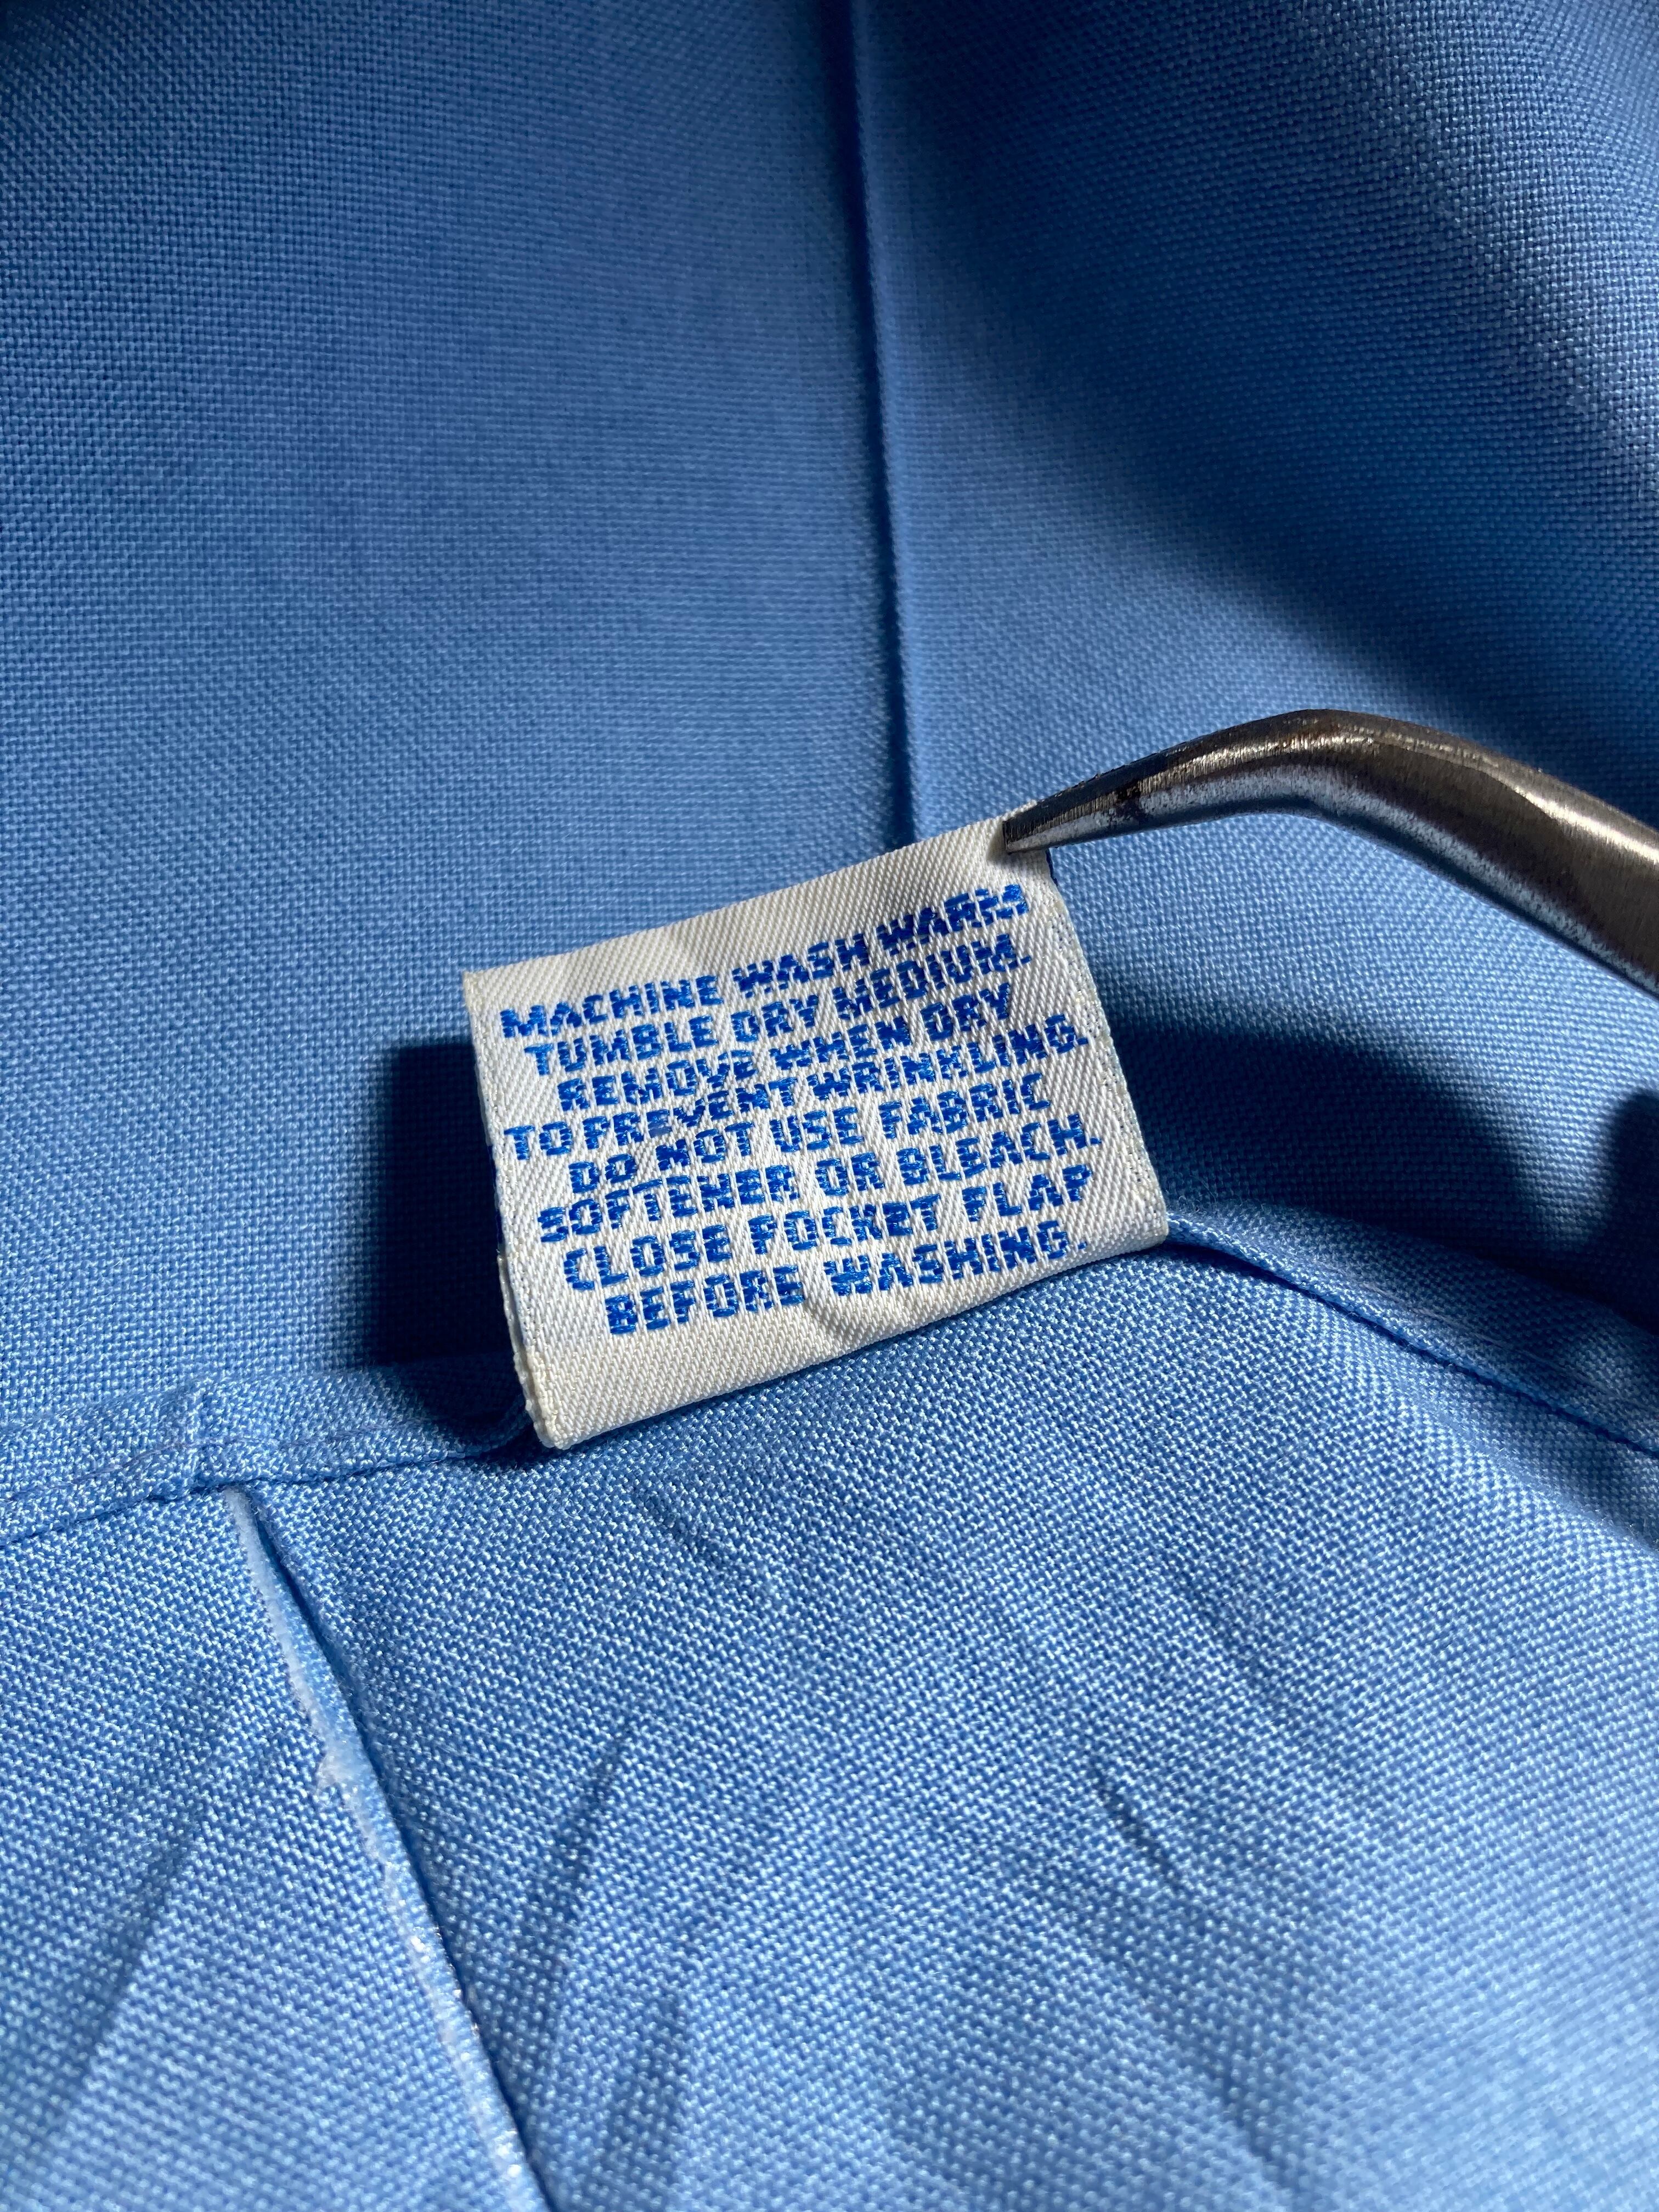 MACHINE WASH WARM
TUMBLE DRY MEDIUM.
REMOVE WHEN DRY
TO PREVENT WRINKLING.
DO NOT USE FABRIC
SOFTENER OR BLEACH.
CLOSE POCKET FLAP
BEFORE WASHING.